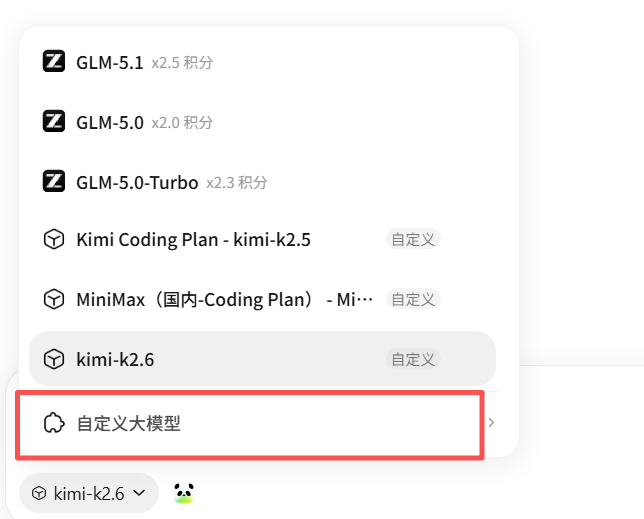 GLM-5.1 x2.5 积分
GLM-5.0 x2.0 积分
GLM-5.0-Turbo x2.3 积分
Kimi Coding Plan - kimi-k2.5 自定义
MiniMax（国内-Coding Plan） - Mi··· 自定义
kimi-k2.6 自定义
自定义大模型
kimi-k2.6